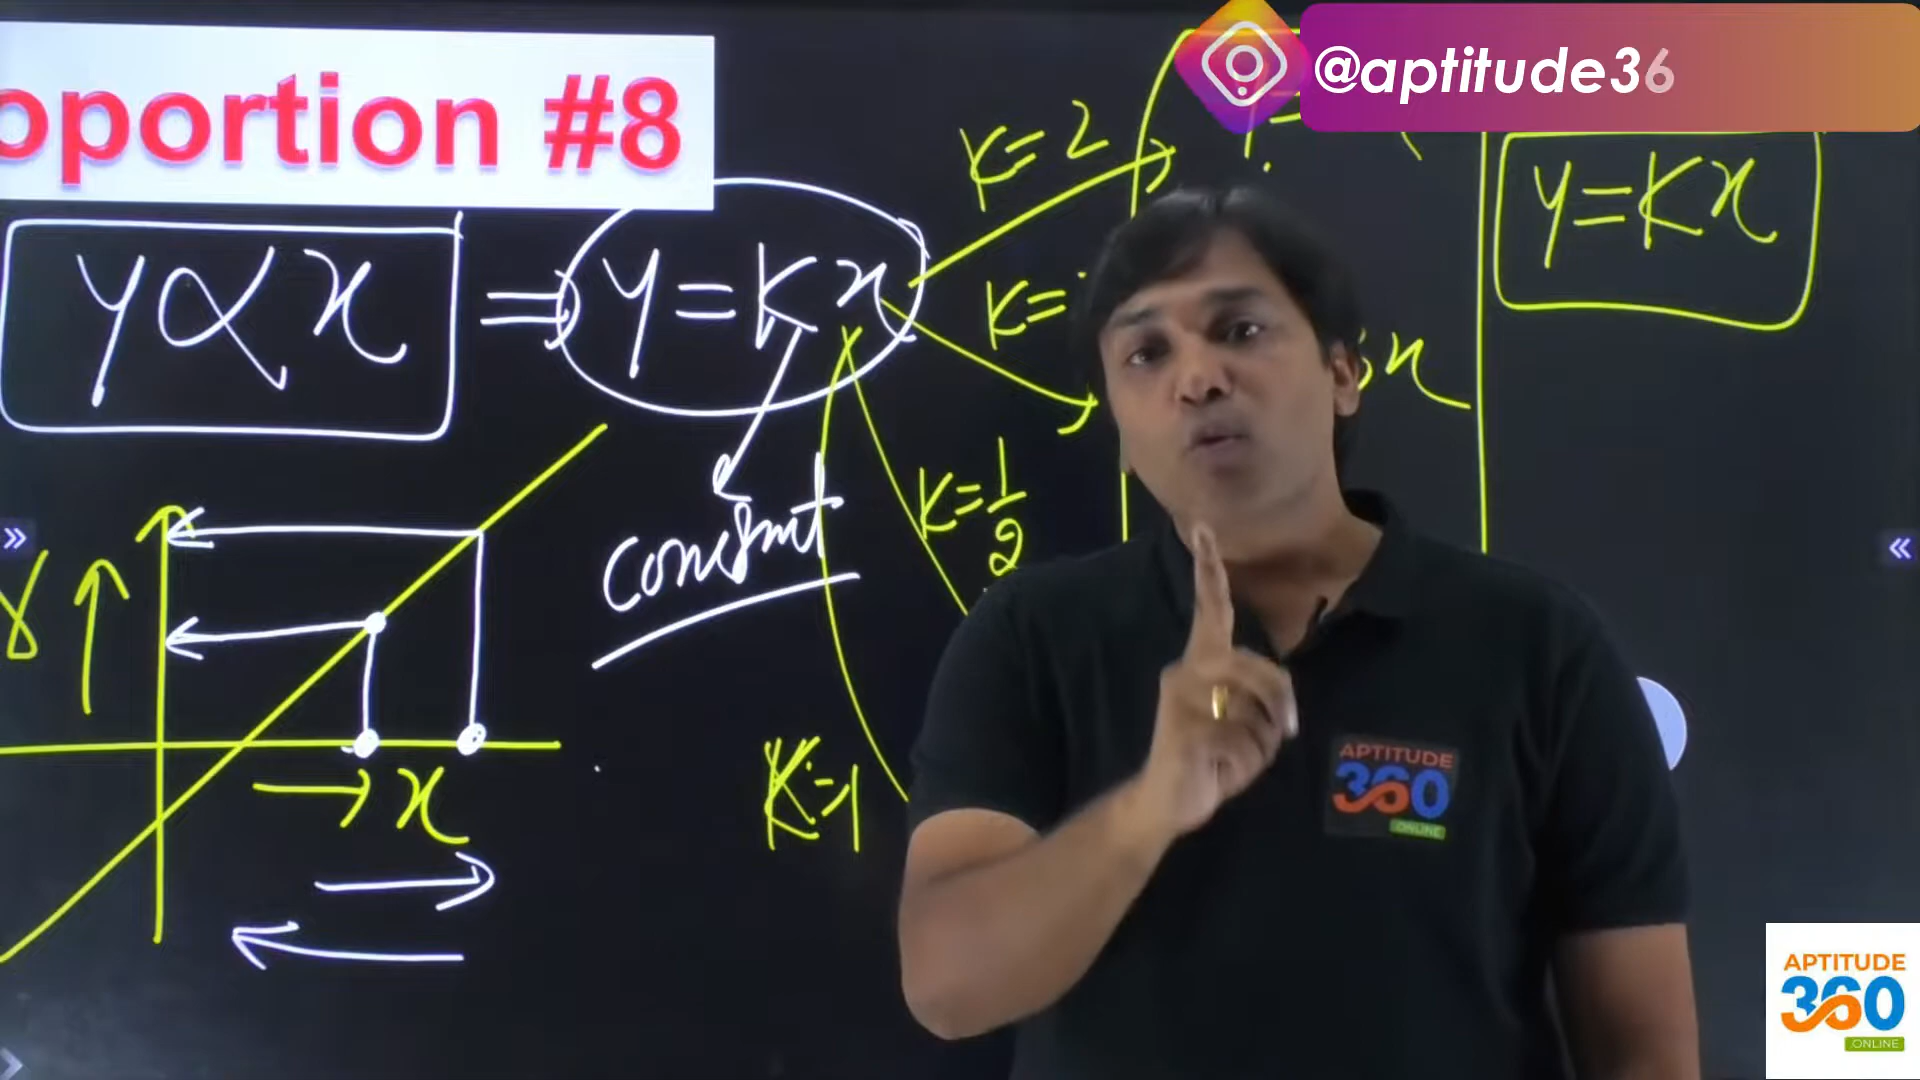 oportion #8
@aptitude36
K=2
Y=Kx
Y∝x ⇒ Y=Kx
K=
x
K=1/2
constant
Y
x
K=1
APTITUDE
360
ONLINE
APTITUDE
360
.ONLINE